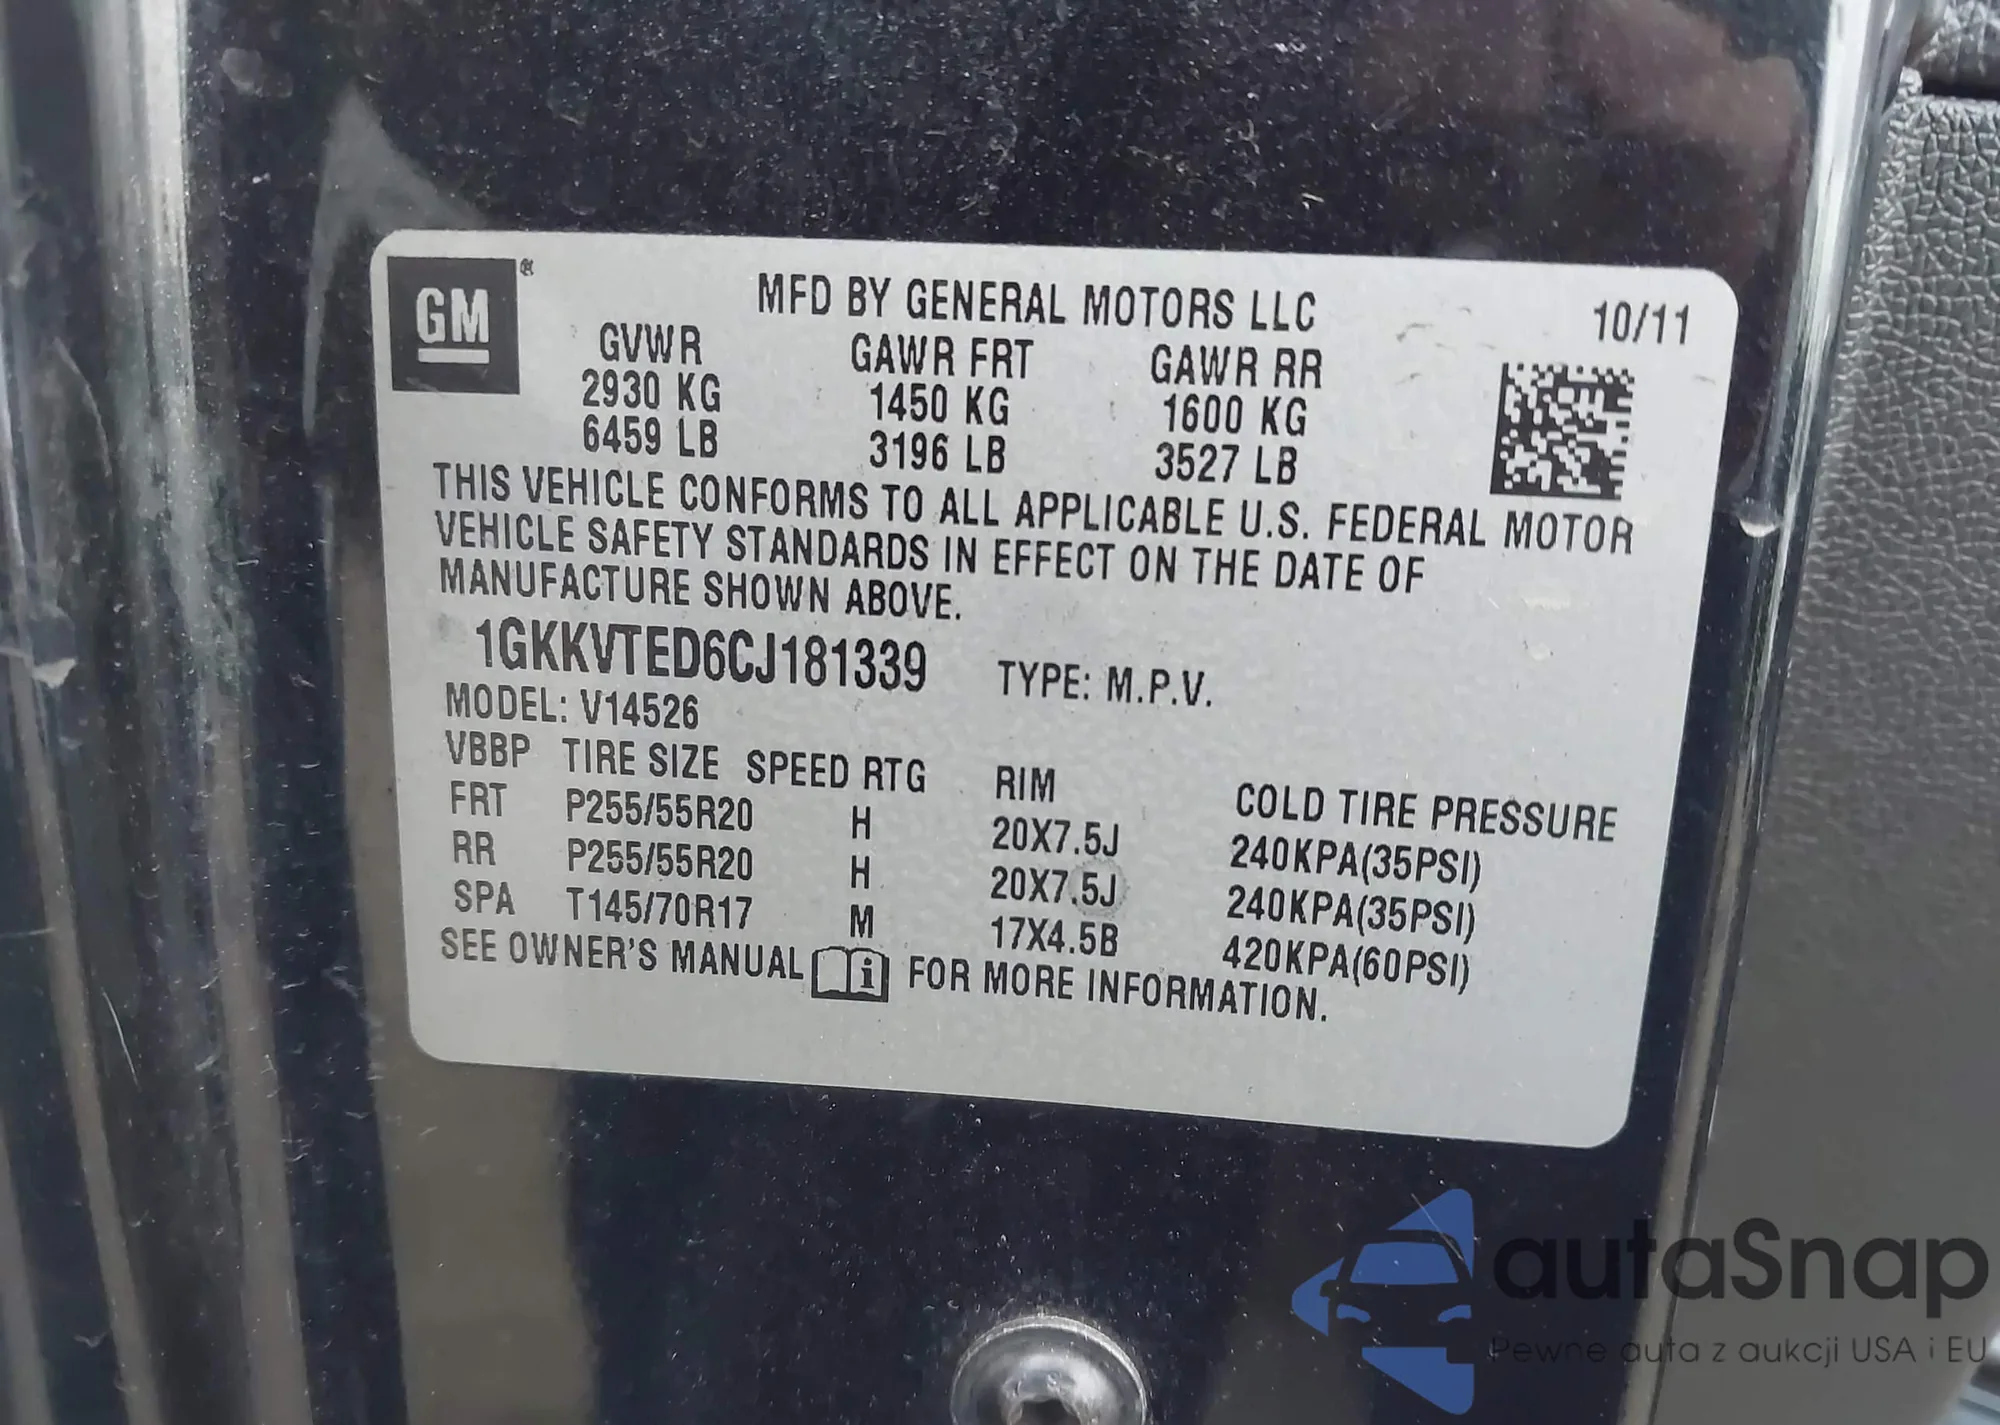 GM®
MFD BY GENERAL MOTORS LLC
10/11
GVWR GAWR FRT GAWR RR
2930 KG 1450 KG 1600 KG
6459 LB 3196 LB 3527 LB
THIS VEHICLE CONFORMS TO ALL APPLICABLE U.S. FEDERAL MOTOR
VEHICLE SAFETY STANDARDS IN EFFECT ON THE DATE OF
MANUFACTURE SHOWN ABOVE.
1GKKVTED6CJ181339 TYPE: M.P.V.
MODEL: V14526
VBBP TIRE SIZE SPEED RTG RIM COLD TIRE PRESSURE
FRT P255/55R20 H 20X7.5J 240KPA(35PSI)
RR P255/55R20 H 20X7.5J 240KPA(35PSI)
SPA T145/70R17 M 17X4.5B 420KPA(60PSI)
SEE OWNER'S MANUAL i FOR MORE INFORMATION.
autaSnap
Pewne auta z aukcji USA i EU